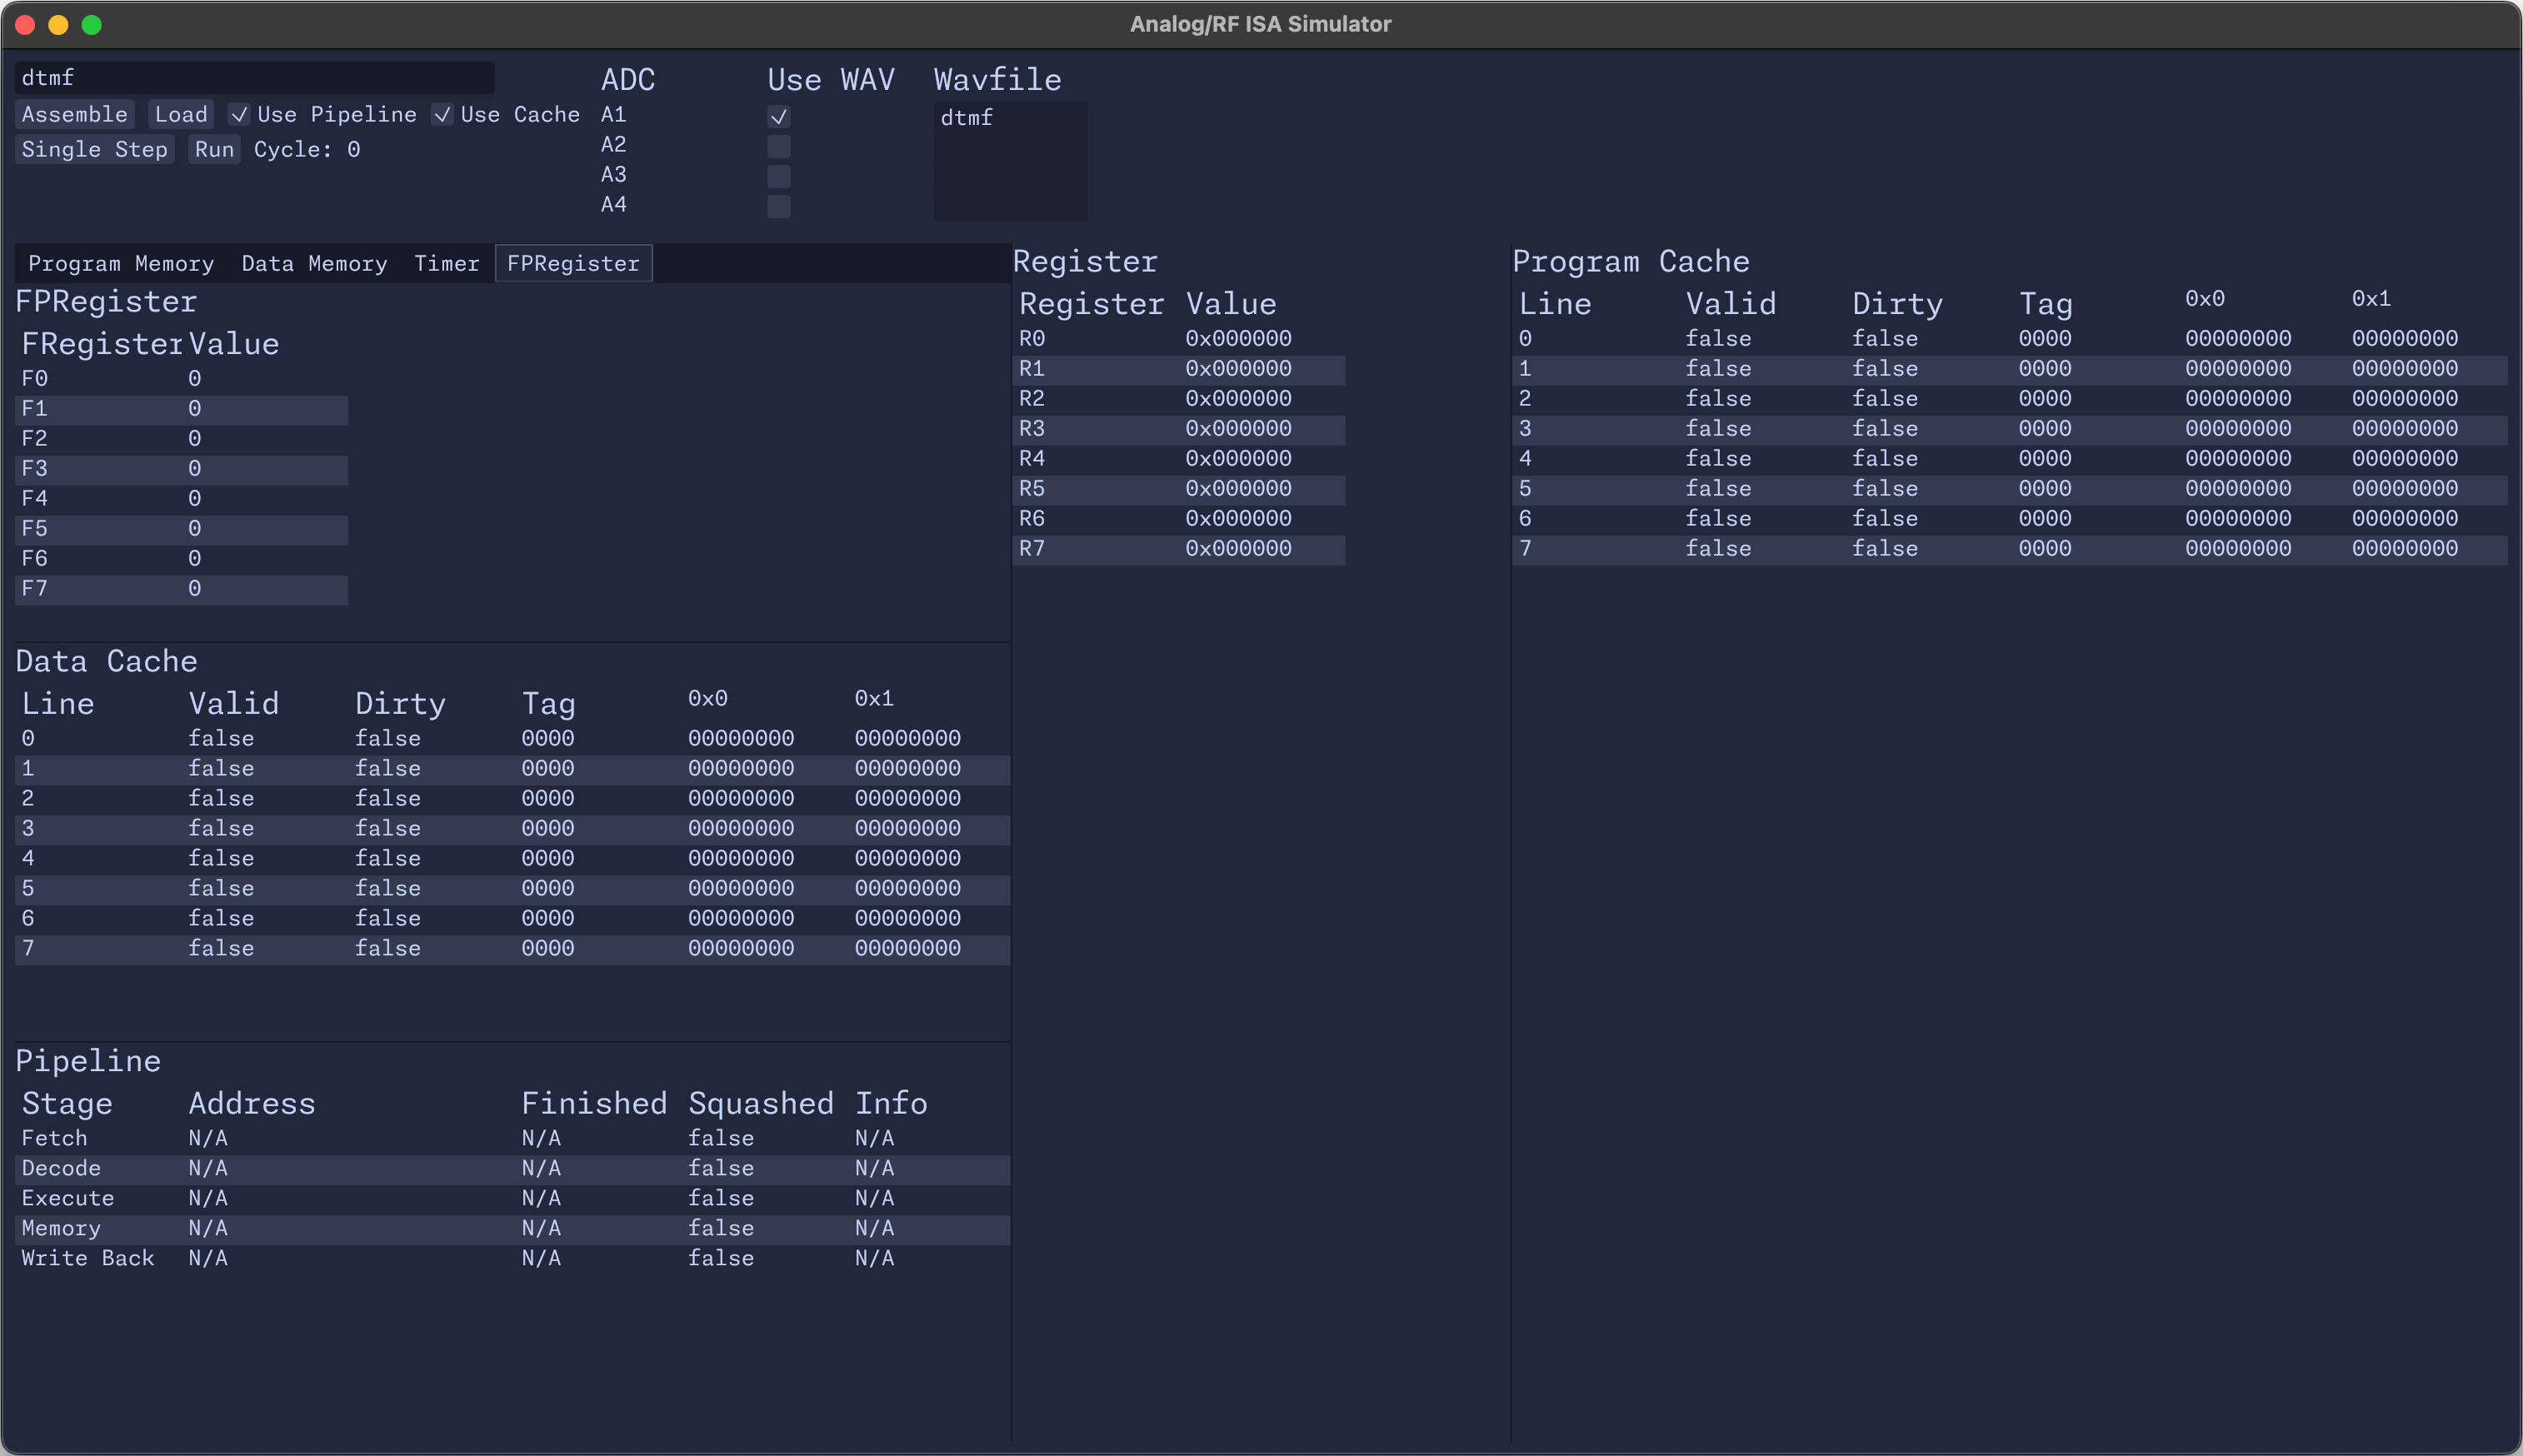 Analog/RF ISA Simulator
dtmf
Assemble Load Use Pipeline Use Cache
Single Step Run Cycle: 0
ADC Use WAV Wavfile
A1 dtmf
A2
A3
A4
Program Memory Data Memory Timer FPRegister
FPRegister
FRegister Value
F0 0
F1 0
F2 0
F3 0
F4 0
F5 0
F6 0
F7 0
Data Cache
Line Valid Dirty Tag 0x0 0x1
0 false false 0000 00000000 00000000
1 false false 0000 00000000 00000000
2 false false 0000 00000000 00000000
3 false false 0000 00000000 00000000
4 false false 0000 00000000 00000000
5 false false 0000 00000000 00000000
6 false false 0000 00000000 00000000
7 false false 0000 00000000 00000000
Pipeline
Stage Address Finished Squashed Info
Fetch N/A N/A false N/A
Decode N/A N/A false N/A
Execute N/A N/A false N/A
Memory N/A N/A false N/A
Write Back N/A N/A false N/A
Register
Register Value
R0 0x000000
R1 0x000000
R2 0x000000
R3 0x000000
R4 0x000000
R5 0x000000
R6 0x000000
R7 0x000000
Program Cache
Line Valid Dirty Tag 0x0 0x1
0 false false 0000 00000000 00000000
1 false false 0000 00000000 00000000
2 false false 0000 00000000 00000000
3 false false 0000 00000000 00000000
4 false false 0000 00000000 00000000
5 false false 0000 00000000 00000000
6 false false 0000 00000000 00000000
7 false false 0000 00000000 00000000